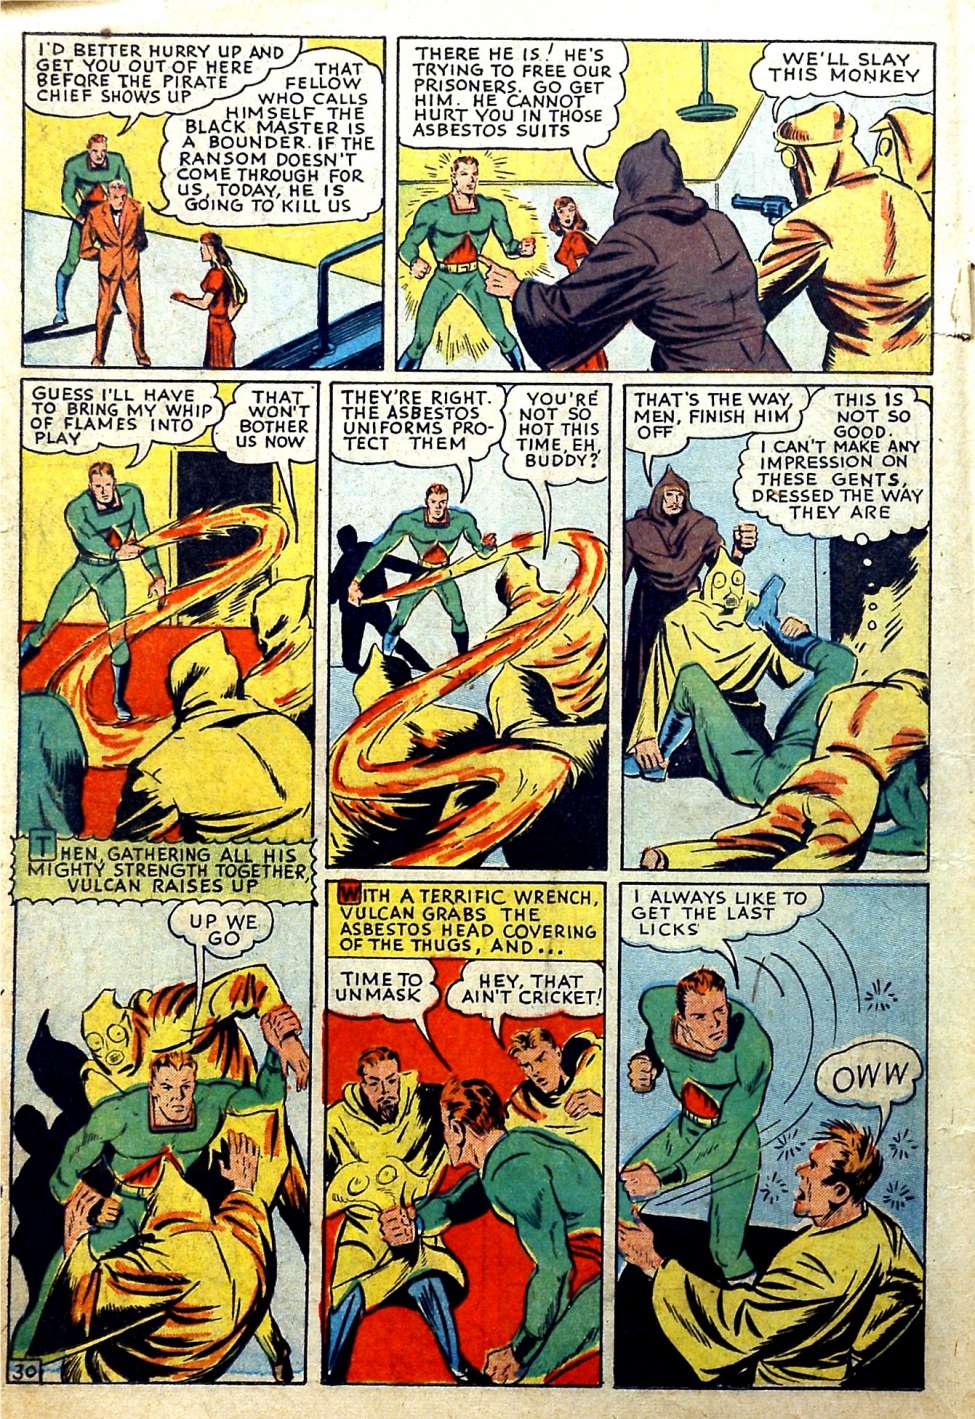 I'D BETTER HURRY UP AND
GET YOU OUT OF HERE
BEFORE THE PIRATE
CHIEF SHOWS UP
THAT
FELLOW
WHO CALLS
HIMSELF THE
BLACK MASTER IS
A BOUNDER. IF THE
RANSOM DOESN'T
COME THROUGH FOR
US, TODAY, HE IS
GOING TO KILL US
THERE HE IS! HE'S
TRYING TO FREE OUR
PRISONERS. GO GET
HIM. HE CANNOT
HURT YOU IN THOSE
ASBESTOS SUITS
WE'LL SLAY
THIS MONKEY
GUESS I'LL HAVE
TO BRING MY WHIP
OF FLAMES INTO
PLAY
THAT
WON'T
BOTHER
US NOW
THEY'RE RIGHT.
THE ASBESTOS
UNIFORMS PRO-
TECT THEM
YOU'RE
NOT SO
HOT THIS
TIME, EH,
BUDDY?
THAT'S THE WAY,
MEN, FINISH HIM
OFF
THIS IS
NOT SO
GOOD.
I CAN'T MAKE ANY
IMPRESSION ON
THESE GENTS,
DRESSED THE WAY
THEY ARE
THEN, GATHERING ALL HIS
MIGHTY STRENGTH TOGETHER,
VULCAN RAISES UP
UP WE
GO
WITH A TERRIFIC WRENCH,
VULCAN GRABS THE
ASBESTOS HEAD COVERING
OF THE THUGS, AND...
TIME TO
UNMASK
HEY, THAT
AIN'T CRICKET!
I ALWAYS LIKE TO
GET THE LAST
LICKS
OWW
30